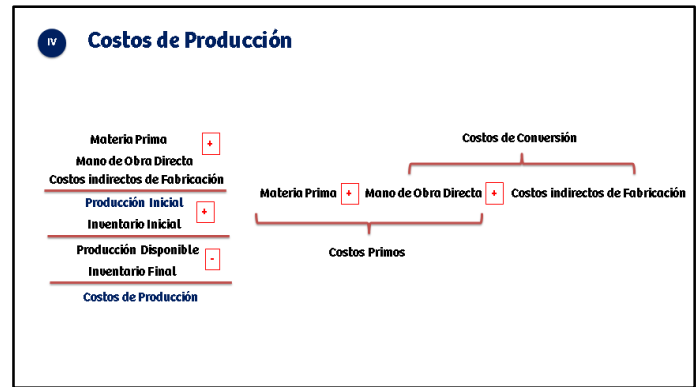 IV
Costos de Producción
Materia Prima
+
Mano de Obra Directa
Costos indirectos de Fabricación
Producción Inicial
+
Inventario Inicial
Producción Disponible
-
Inventario Final
Costos de Producción
Costos de Conversión
Materia Prima + Mano de Obra Directa + Costos indirectos de Fabricación
Costos Primos